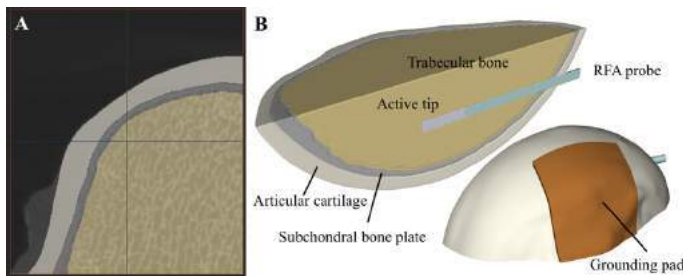 A
B
Trabecular bone
RFA probe
Active tip
Articular cartilage
Subchondral bone plate
Grounding pad